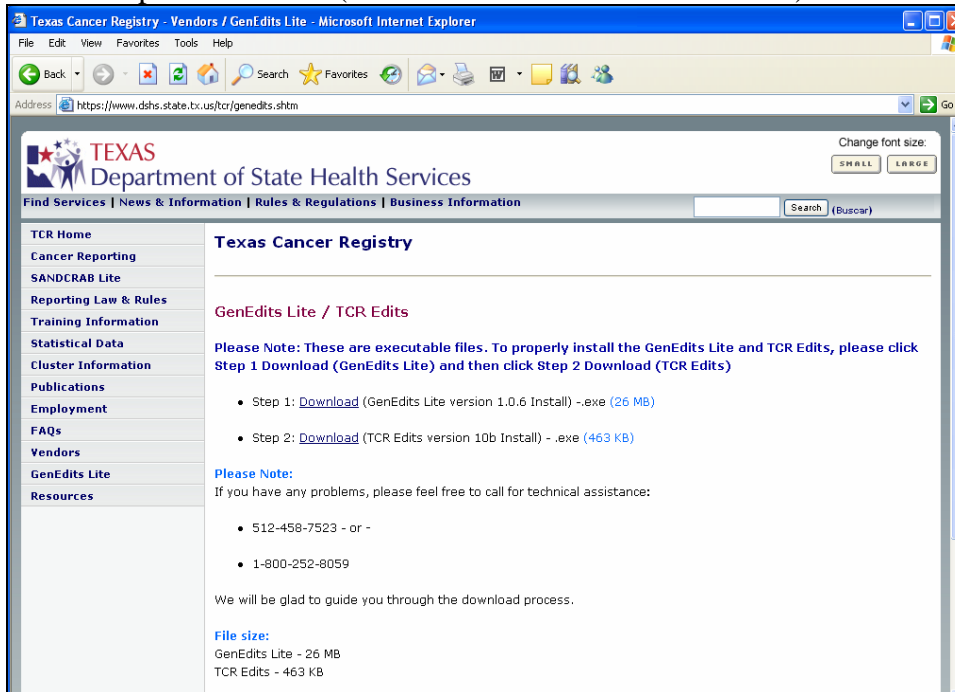 Texas Cancer Registry - Vendors / GenEdits Lite - Microsoft Internet Explorer
File Edit View Favorites Tools Help
Back Search Favorites
Address https://www.dshs.state.tx.us/tcr/genedits.shtm Go
Change font size:
TEXAS
SMALL LARGE
Department of State Health Services
Find Services | News & Information | Rules & Regulations | Business Information Search (Buscar)
TCR Home
Cancer Reporting
SANDCRAB Lite
Reporting Law & Rules
Training Information
Statistical Data
Cluster Information
Publications
Employment
FAQs
Vendors
GenEdits Lite
Resources
Texas Cancer Registry
GenEdits Lite / TCR Edits
Please Note: These are executable files. To properly install the GenEdits Lite and TCR Edits, please click
Step 1 Download (GenEdits Lite) and then click Step 2 Download (TCR Edits)
• Step 1: Download (GenEdits Lite version 1.0.6 Install) -.exe (26 MB)
• Step 2: Download (TCR Edits version 10b Install) - .exe (463 KB)
Please Note:
If you have any problems, please feel free to call for technical assistance:
• 512-458-7523 - or -
• 1-800-252-8059
We will be glad to guide you through the download process.
File size:
GenEdits Lite - 26 MB
TCR Edits - 463 KB